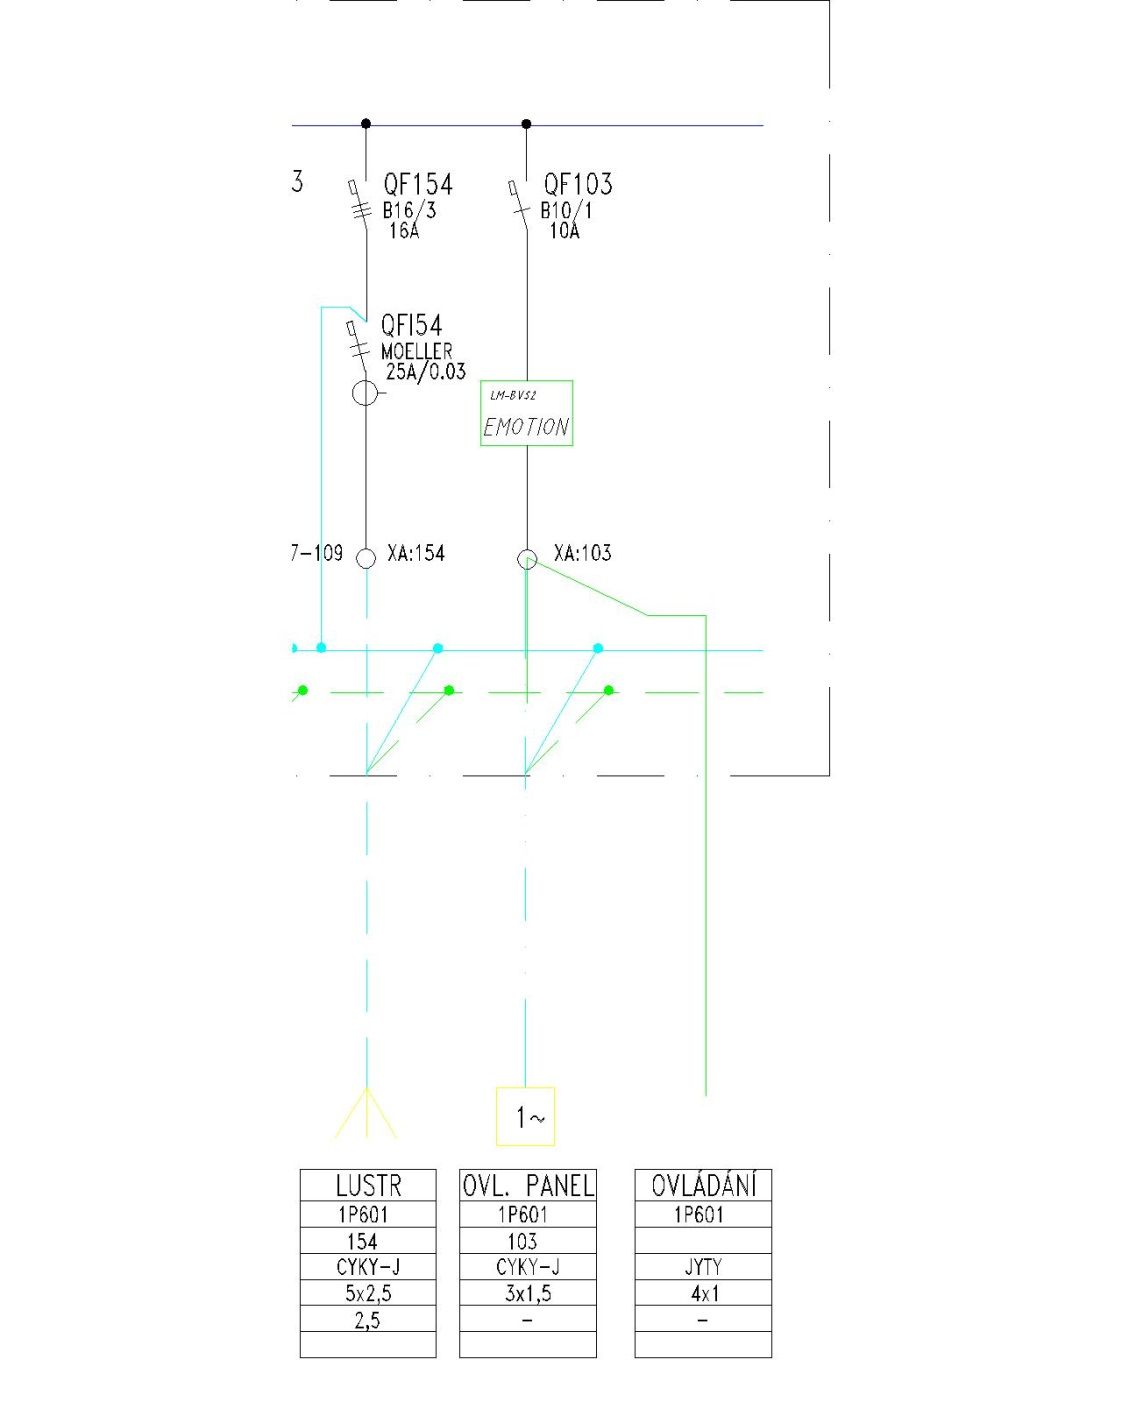 3
QF154
B16/3
16A
QF103
B10/1
10A
QFI54
MOELLER
25A/0.03
LM-BVS2
EMOTION
7-109
XA:154
XA:103
1~
LUSTR
1P601
154
CYKY-J
5x2,5
2,5
OVL. PANEL
1P601
103
CYKY-J
3x1,5
-
OVLÁDÁNÍ
1P601
JYTY
4x1
-